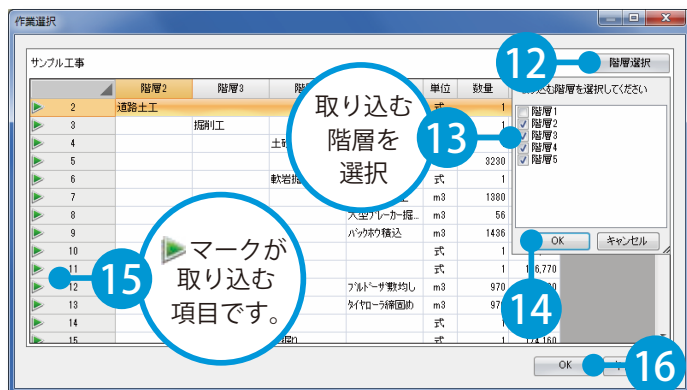 作業選択
サンプル工事
12
階層選択
階層2 階層3 単位 数量
取り込む階層を選択してください
2 道路土工 式 1
3 掘削工 1
4
5 3230
6 軟岩掘 式 1
7 m3 1380
8 大型ブレーカー掘... m3 56
9 バックホウ積込 m3 1436
10 式 1
11 式 1
12 ブルドーザ敷均し m3 970
13 タイヤローラ締固め m3 97
14 式
15 式 1 124,160
階層1
階層2
階層3
階層4
階層5
OK キャンセル
取り込む
階層を
選択
13
14
15
マークが
取り込む
項目です。
OK
16